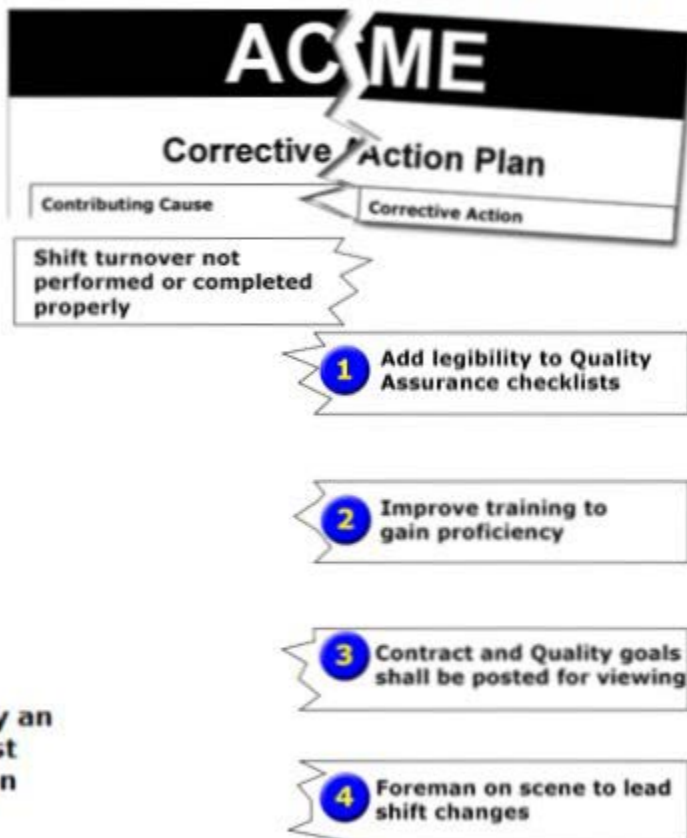 ACME
Corrective Action Plan
Contributing Cause
Corrective Action
Shift turnover not
performed or completed
properly
1 Add legibility to Quality
Assurance checklists
2 Improve training to
gain proficiency
3 Contract and Quality goals
shall be posted for viewing
an
4 Foreman on scene to lead
shift changes